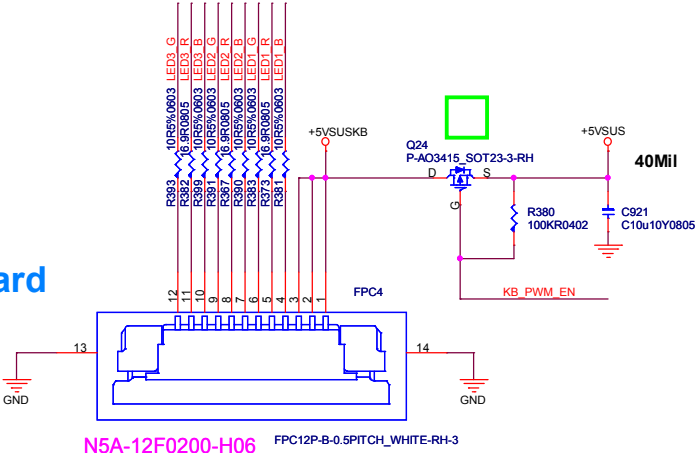 LED3_G
LED3_R
LED3_B
LED2_G
LED2_R
LED2_B
LED1_G
LED1_R
LED1_B
10R5%0603
16.9R0805
10R5%0603
10R5%0603
16.9R0805
10R5%0603
10R5%0603
16.9R0805
10R5%0603
R393
R382
R399
R391
R367
R390
R383
R373
R381
+5VSUSKB
Q24
P-AO3415_SOT23-3-RH
D
S
G
+5VSUS
40Mil
R380
100KR0402
C921
C10u10Y0805
KB_PWM_EN
ard
12
11
10
9
8
7
6
5
4
3
2
1
FPC4
13
14
GND
GND
N5A-12F0200-H06
FPC12P-B-0.5PITCH_WHITE-RH-3